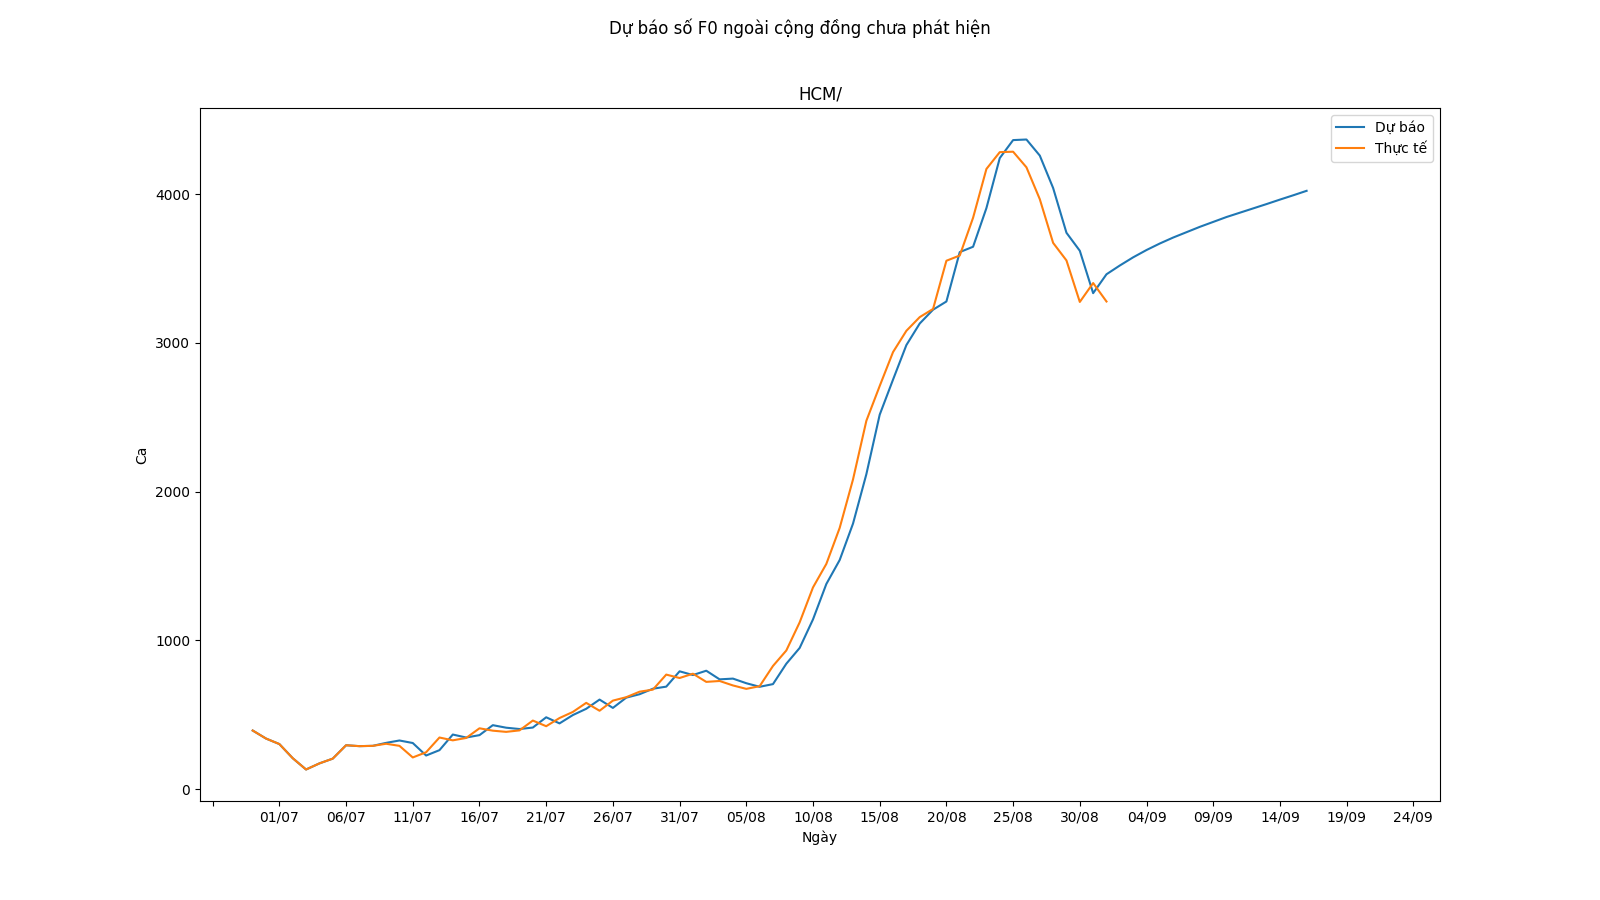 Dự báo số F0 ngoài cộng đồng chưa phát hiện
HCM/
Dự báo
Thực tế
4000
3000
2000
1000
0
Ca
01/07 06/07 11/07 16/07 21/07 26/07 31/07 05/08 10/08 15/08 20/08 25/08 30/08 04/09 09/09 14/09 19/09 24/09
Ngày